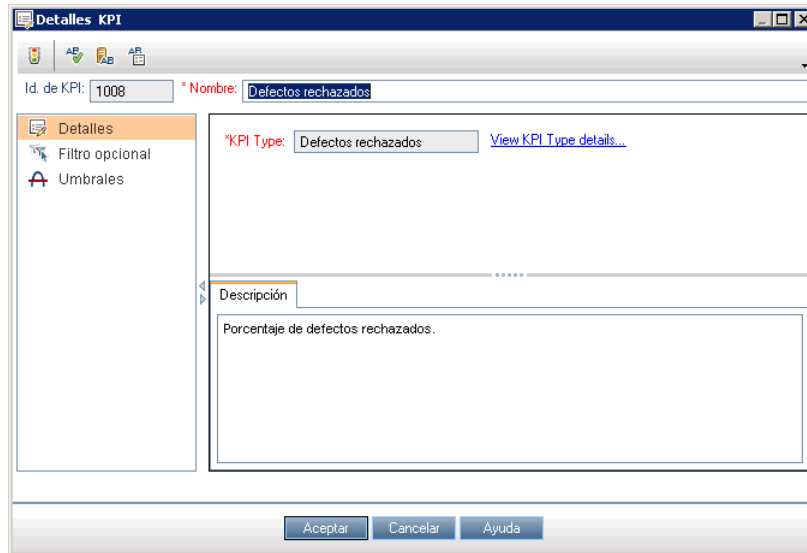 Detalles KPI
Id. de KPI: 1008 *Nombre: Defectos rechazados
Detalles
Filtro opcional
Umbrales
*KPI Type: Defectos rechazados View KPI Type details...
Descripción
Porcentaje de defectos rechazados.
Aceptar Cancelar Ayuda